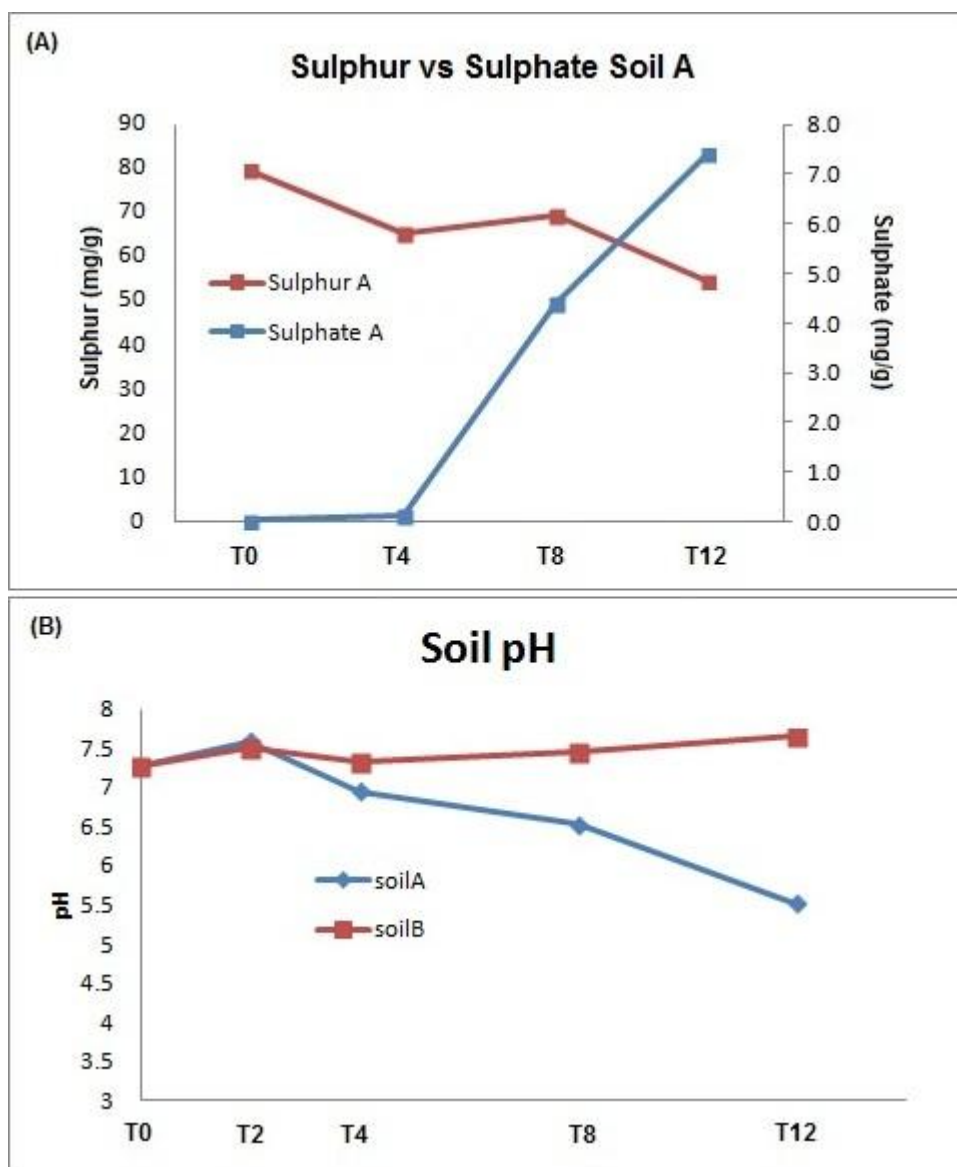 (A)
Sulphur vs Sulphate Soil A
90
80
70
60
50
40
30
20
10
0
Sulphur (mg/g)
Sulphur A
Sulphate A
8.0
7.0
6.0
5.0
4.0
3.0
2.0
1.0
0.0
Sulphate (mg/g)
T0 T4 T8 T12
(B)
Soil pH
8
7.5
7
6.5
6
5.5
5
4.5
4
3.5
3
pH
soilA
soilB
T0 T2 T4 T8 T12